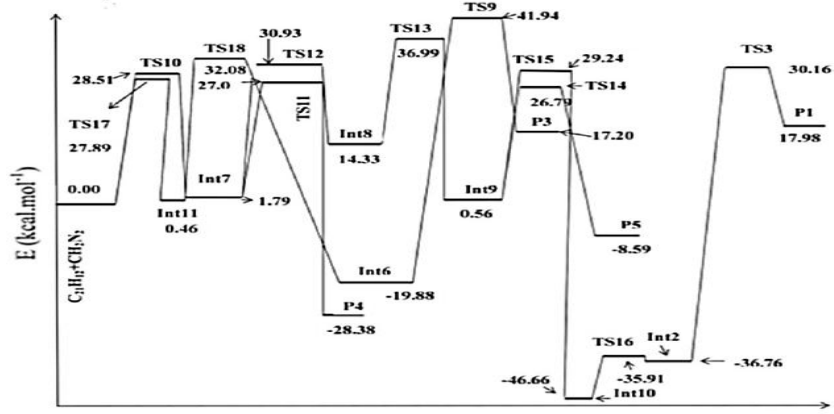 E (kcal.mol⁻¹)
TS10
28.51
TS17
27.89
0.00
C₂₁H₁₂+CH₂N₂
Int11
0.46
TS18
32.08
Int7
1.79
30.93
TS12
27.0
TS11
Int8
14.33
TS13
36.99
Int6
-19.88
P4
-28.38
TS9
41.94
Int9
0.56
TS15
29.24
TS14
26.79
P3
17.20
P5
-8.59
-46.66
Int10
TS16
-35.91
Int2
-36.76
TS3
30.16
P1
17.98